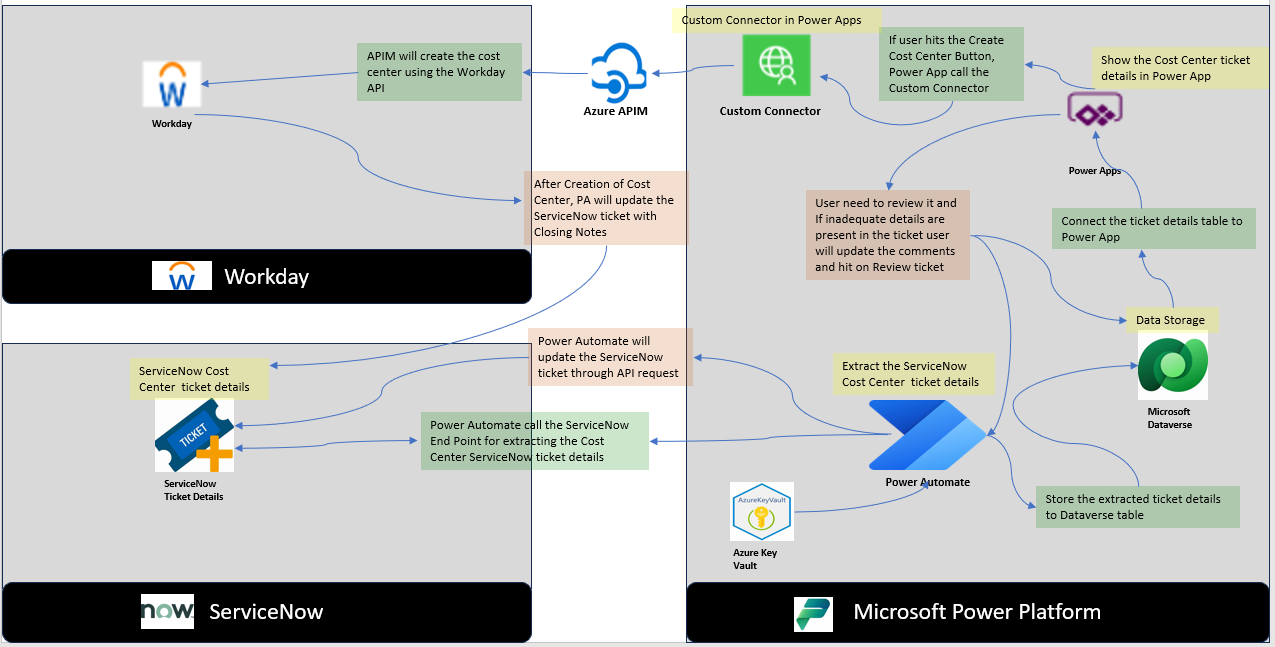 Custom Connector in Power Apps
APIM will create the cost
center using the Workday
API
Workday
Azure APIM
Custom Connector
If user hits the Create
Cost Center Button,
Power App call the
Custom Connector
Show the Cost Center ticket
details in Power App
Power Apps
After Creation of Cost
Center, PA will update the
ServiceNow ticket with
Closing Notes
User need to review it and
If inadequate details are
present in the ticket user
will update the comments
and hit on Review ticket
Connect the ticket details table to
Power App
Workday
Data Storage
Microsoft
Dataverse
ServiceNow Cost
Center  ticket details
TICKET
ServiceNow
Ticket Details
Power Automate will
update the ServiceNow
ticket through API request
Power Automate call the ServiceNow
End Point for extracting the Cost
Center ServiceNow ticket details
Extract the ServiceNow
Cost Center  ticket details
Power Automate
AzureKeyVault
Azure Key
Vault
Store the extracted ticket details
to Dataverse table
now.
ServiceNow
Microsoft Power Platform